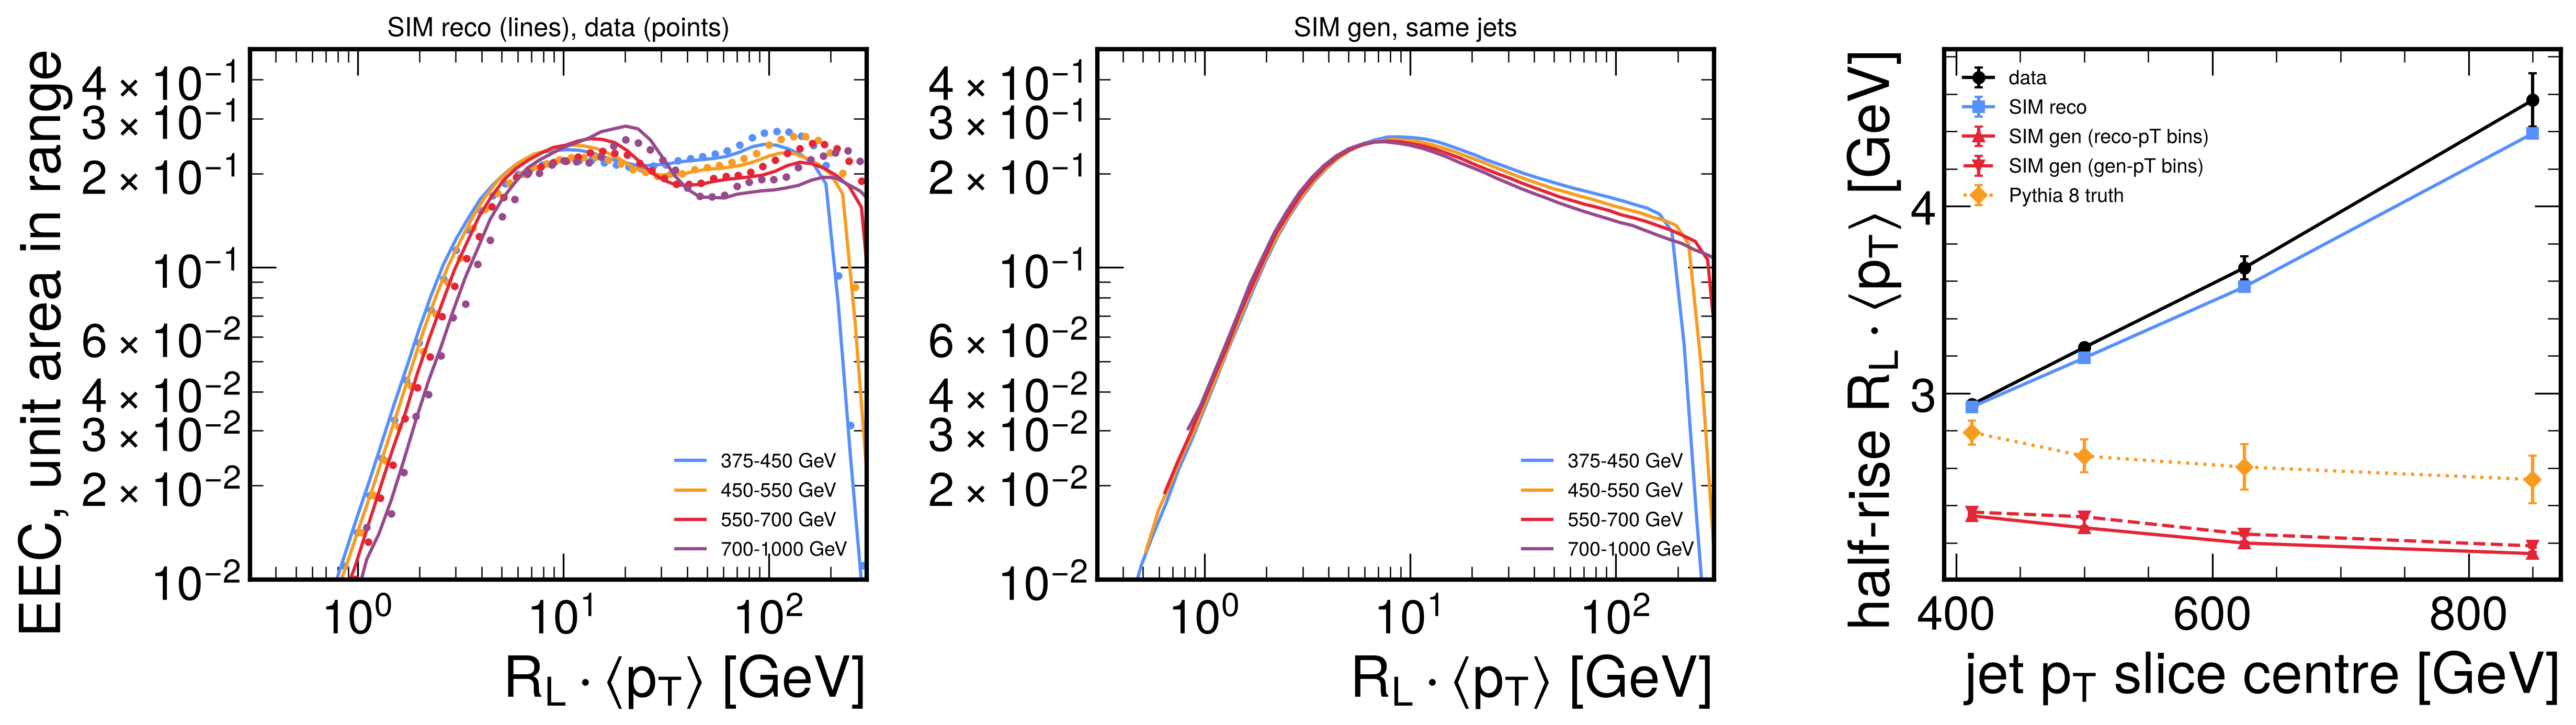 SIM reco (lines), data (points)
EEC, unit area in range
4 × 10⁻¹
3 × 10⁻¹
2 × 10⁻¹
10⁻¹
6 × 10⁻²
4 × 10⁻²
3 × 10⁻²
2 × 10⁻²
10⁻²
375-450 GeV
450-550 GeV
550-700 GeV
700-1000 GeV
10⁰ 10¹ 10²
R_L · ⟨p_T⟩ [GeV]
SIM gen, same jets
4 × 10⁻¹
3 × 10⁻¹
2 × 10⁻¹
10⁻¹
6 × 10⁻²
4 × 10⁻²
3 × 10⁻²
2 × 10⁻²
10⁻²
375-450 GeV
450-550 GeV
550-700 GeV
700-1000 GeV
10⁰ 10¹ 10²
R_L · ⟨p_T⟩ [GeV]
half-rise R_L · ⟨p_T⟩ [GeV]
data
SIM reco
SIM gen (reco-pT bins)
SIM gen (gen-pT bins)
Pythia 8 truth
4
3
400 600 800
jet p_T slice centre [GeV]